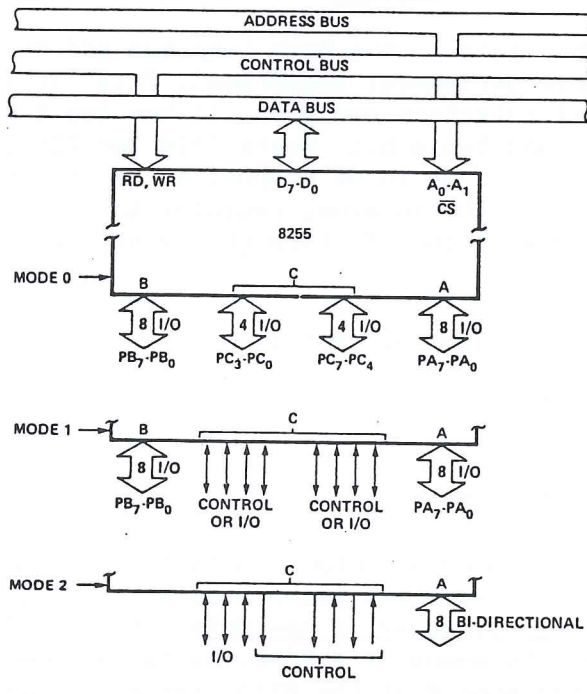 ADDRESS BUS
CONTROL BUS
DATA BUS
RD, WR D7-D0 A0-A1
CS
8255
MODE 0 B C A
8 I/O 4 I/O 4 I/O 8 I/O
PB7-PB0 PC3-PC0 PC7-PC4 PA7-PA0
MODE 1 B C A
8 I/O 8 I/O
PB7-PB0 CONTROL OR I/O CONTROL OR I/O PA7-PA0
MODE 2 C A
8 BI-DIRECTIONAL
I/O
CONTROL